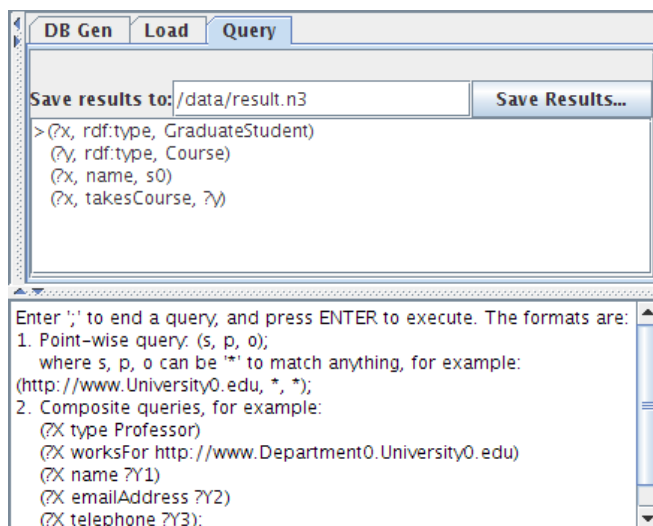 DB Gen Load Query
Save results to: /data/result.n3 Save Results...
>(?x, rdf:type, GraduateStudent)
(?y, rdf:type, Course)
(?x, name, s0)
(?x, takesCourse, ?y)
Enter ';' to end a query, and press ENTER to execute. The formats are:
1. Point-wise query: (s, p, o);
where s, p, o can be '*' to match anything, for example:
(http://www.University0.edu, *, *);
2. Composite queries, for example:
(?X type Professor)
(?X worksFor http://www.Department0.University0.edu)
(?X name ?Y1)
(?X emailAddress ?Y2)
(?X telephone ?Y3);